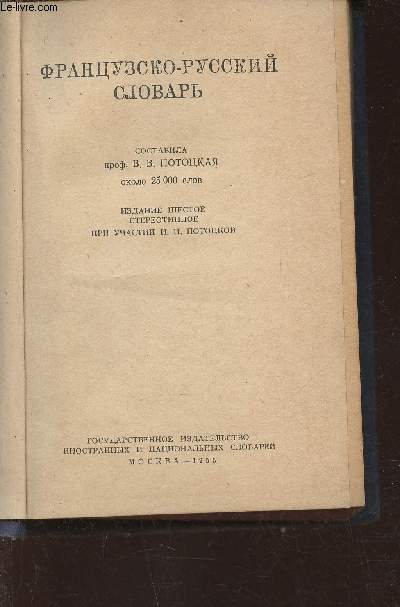 © Le-livre.com
ФРАНЦУЗСКО-РУССКИЙ
СЛОВАРЬ
СОСТАВИЛА
проф. В. В. ПОТОЦКАЯ
около 25 000 слов
ИЗДАНИЕ ШЕСТОЕ
СТЕРЕОТИПНОЕ
ПРИ УЧАСТИИ Н. П. ПОТОЦКОЙ
ГОСУДАРСТВЕННОЕ ИЗДАТЕЛЬСТВО
ИНОСТРАННЫХ И НАЦИОНАЛЬНЫХ СЛОВАРЕЙ
МОСКВА —